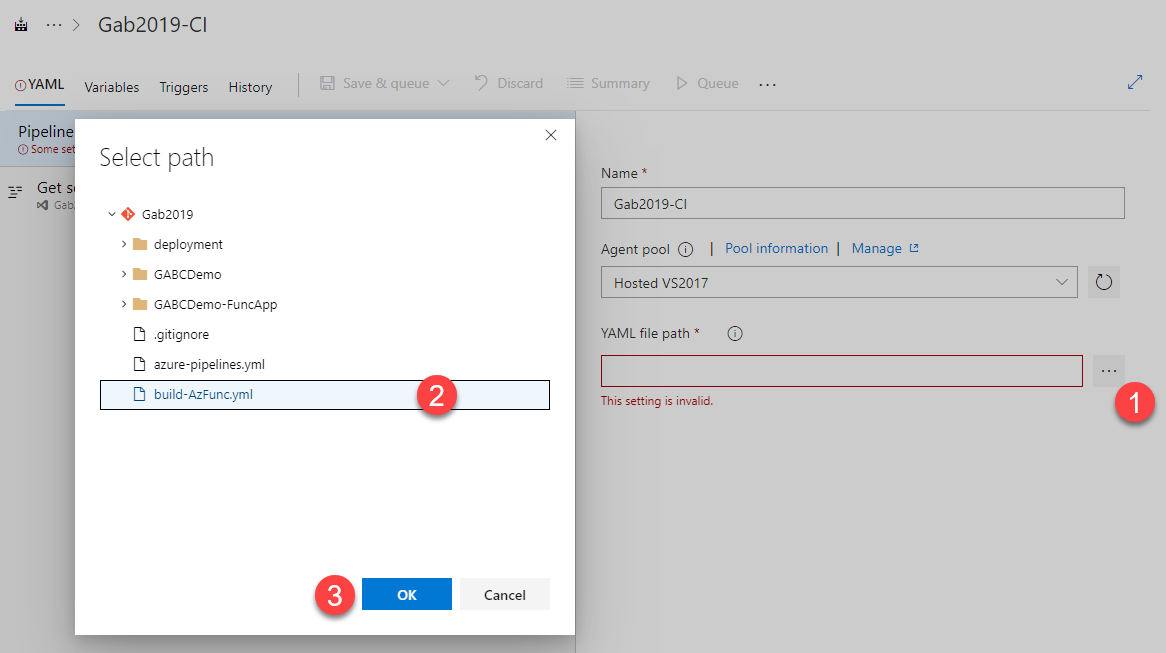 ··· > Gab2019-CI
YAML Variables Triggers History Save & queue Discard Summary Queue ···
Pipeline
Some set
Get s
Gab2
Select path
Gab2019
deployment
GABCDemo
GABCDemo-FuncApp
.gitignore
azure-pipelines.yml
build-AzFunc.yml
2
3
OK Cancel
Name *
Gab2019-CI
Agent pool | Pool information | Manage
Hosted VS2017
YAML file path *
···
This setting is invalid.
1